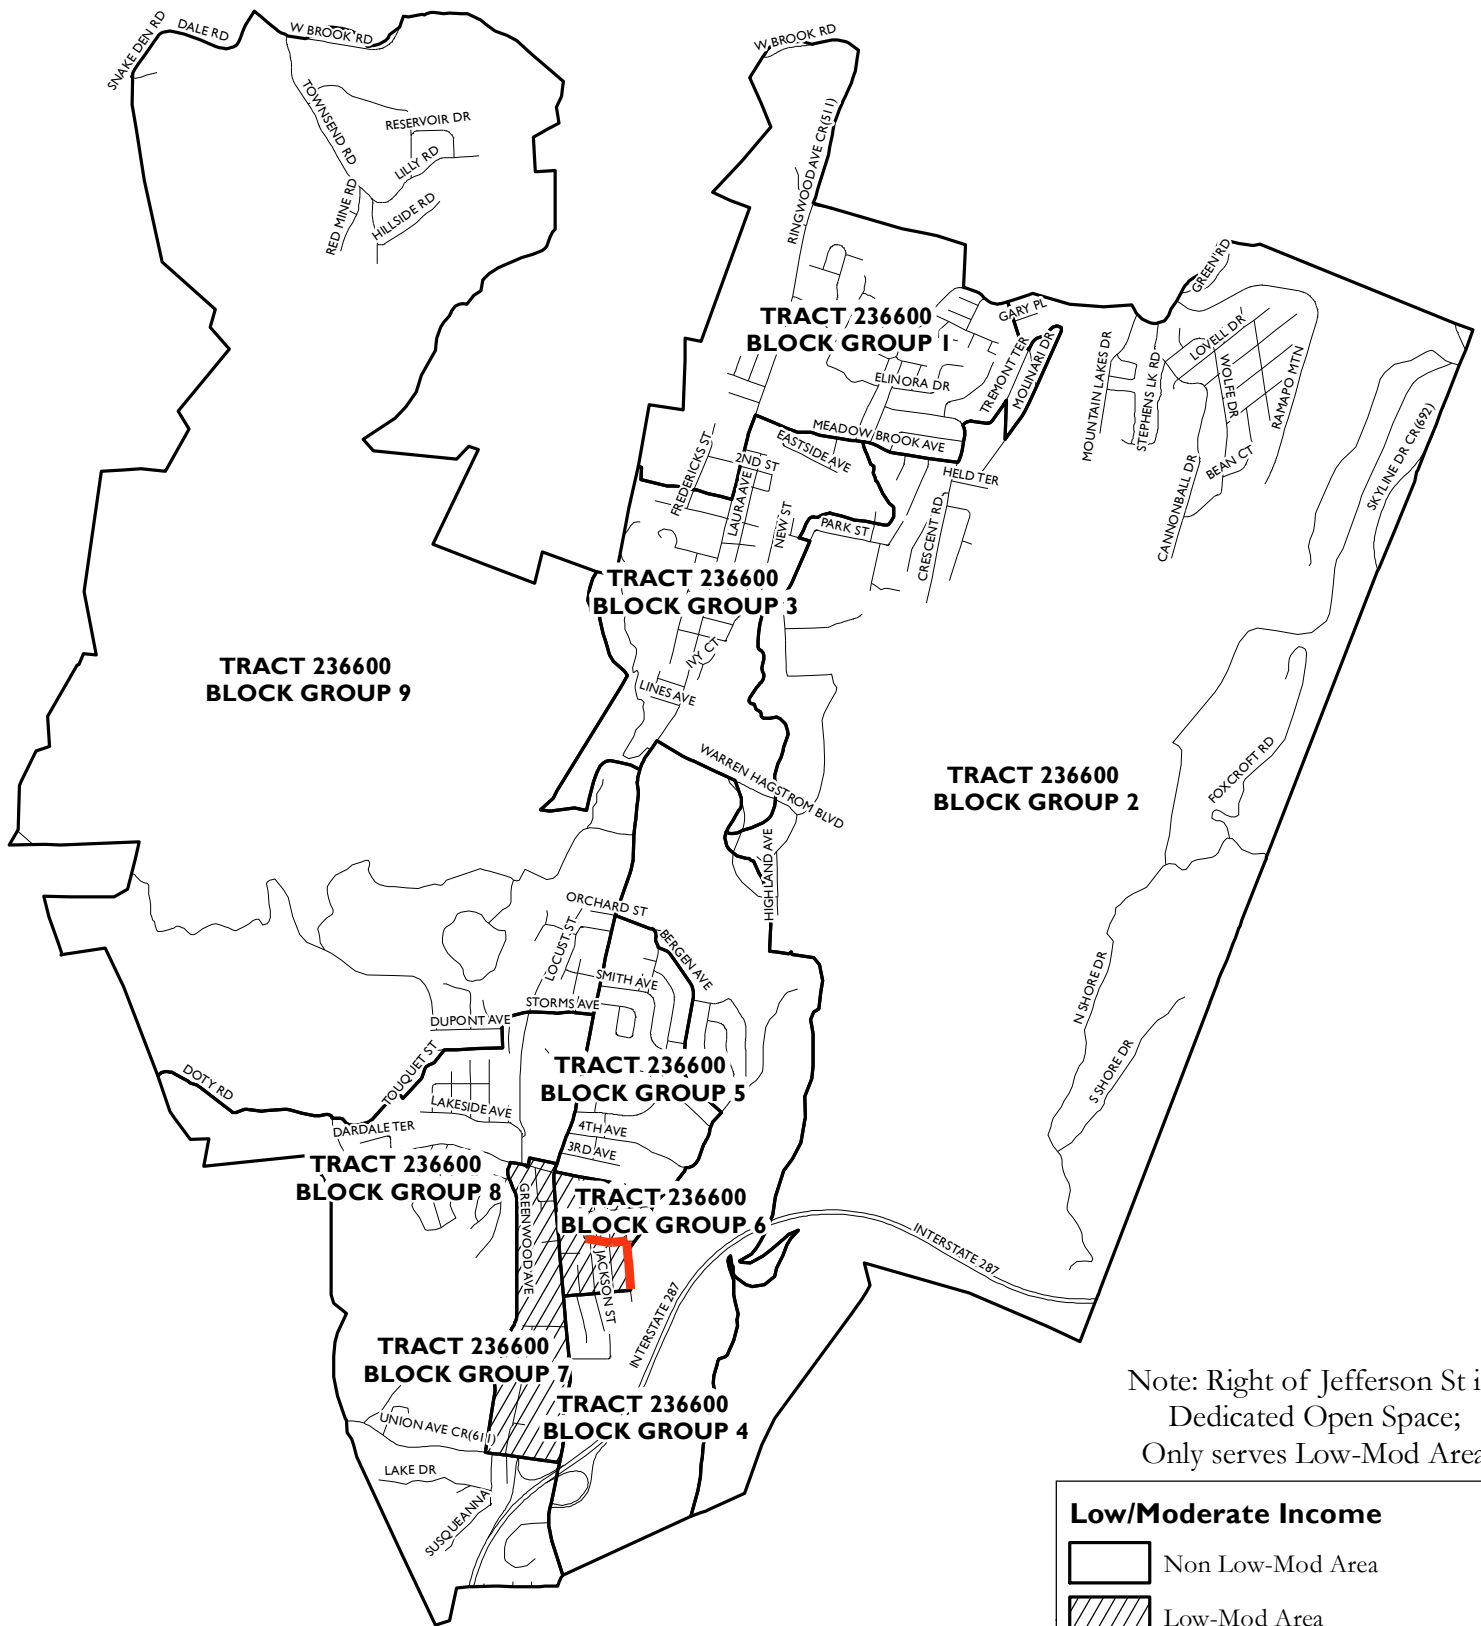 SNAKE DEN RD
DALE RD
W BROOK RD
W BROOK RD
TOWNSEND RD
RESERVOIR DR
LILLY RD
RED MINE RD
HILLSIDE RD
RINGWOOD AVE CR(511)
GREEN RD
GARY PL
TRACT 236600
BLOCK GROUP 1
TREMONT TER
MOLINARI DR
MOUNTAIN LAKES DR
STEPHENS LK RD
LOVELL DR
WOLFE DR
RAMAPO MTN
ELINORA DR
SKYLINE DR CR(692)
MEADOW BROOK AVE
EASTSIDE AVE
FREDERICKS ST
2ND ST
LAURA AVE
HELD TER
BEAN CT
CANNONBALL DR
NEW ST
PARK ST
CRESCENT RD
TRACT 236600
BLOCK GROUP 3
IVY CT
LINES AVE
TRACT 236600
BLOCK GROUP 9
WARREN HAGSTROM BLVD
TRACT 236600
BLOCK GROUP 2
FOXCROFT RD
HIGHLAND AVE
ORCHARD ST
LOCUST ST
BERGEN AVE
SMITH AVE
STORMS AVE
N SHORE DR
DUPONT AVE
TOUQUET ST
DOTY RD
TRACT 236600
BLOCK GROUP 5
S SHORE DR
LAKESIDE AVE
DARDALE TER
4TH AVE
3RD AVE
TRACT 236600
BLOCK GROUP 8
GREENWOOD AVE
TRACT 236600
BLOCK GROUP 6
JACKSON ST
INTERSTATE 287
INTERSTATE 287
TRACT 236600
BLOCK GROUP 7
TRACT 236600
BLOCK GROUP 4
UNION AVE CR(611)
LAKE DR
SUSQUEANNA
Note: Right of Jefferson St i
Dedicated Open Space;
Only serves Low-Mod Area
Low/Moderate Income
Non Low-Mod Area
Low-Mod Area